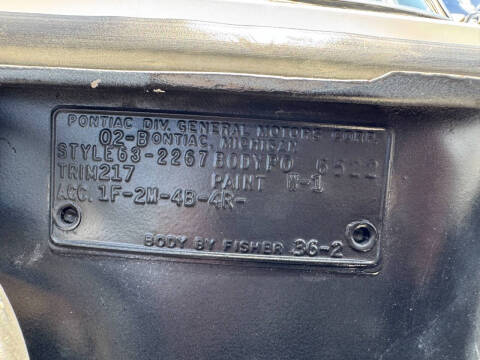 PONTIAC DIV. GENERAL MOTORS CORP.
02-B PONTIAC, MICHIGAN
STYLE 63-2267 BODY PO 6522
TRIM 217 PAINT W-1
ACC. 1F-2M-4B-4R-
BODY BY FISHER 36-2